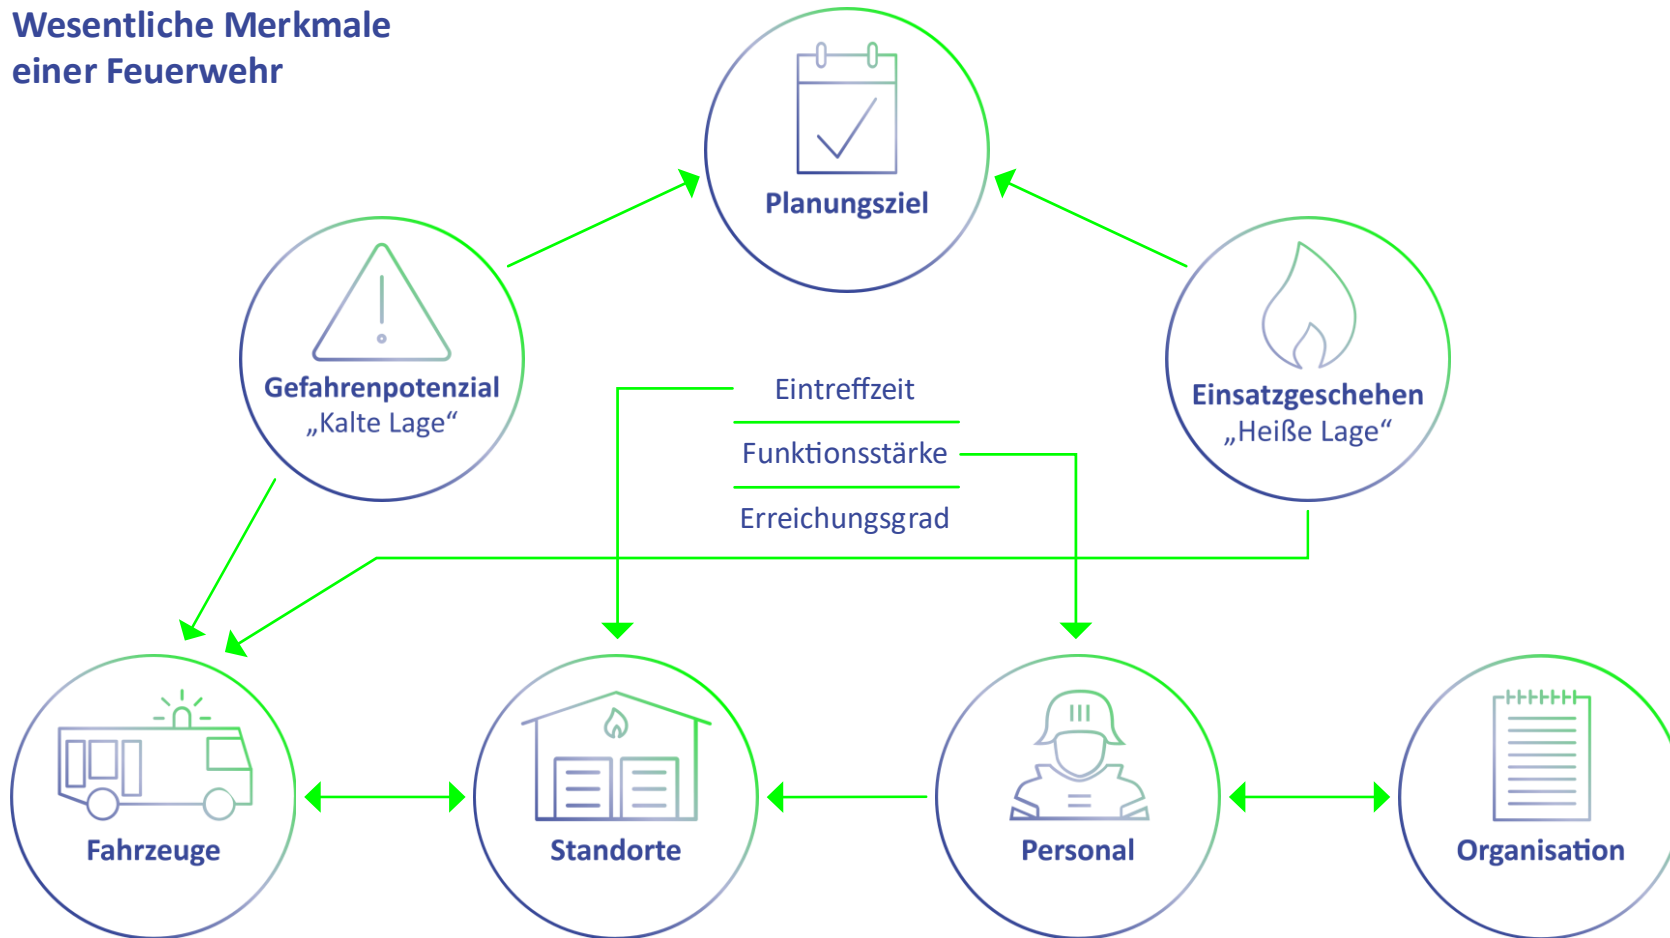 Wesentliche Merkmale
einer Feuerwehr
Planungsziel
Gefahrenpotenzial
„Kalte Lage“
Einsatzgeschehen
„Heiße Lage“
Eintreffzeit
Funktionsstärke
Erreichungsgrad
Fahrzeuge
Standorte
Personal
Organisation